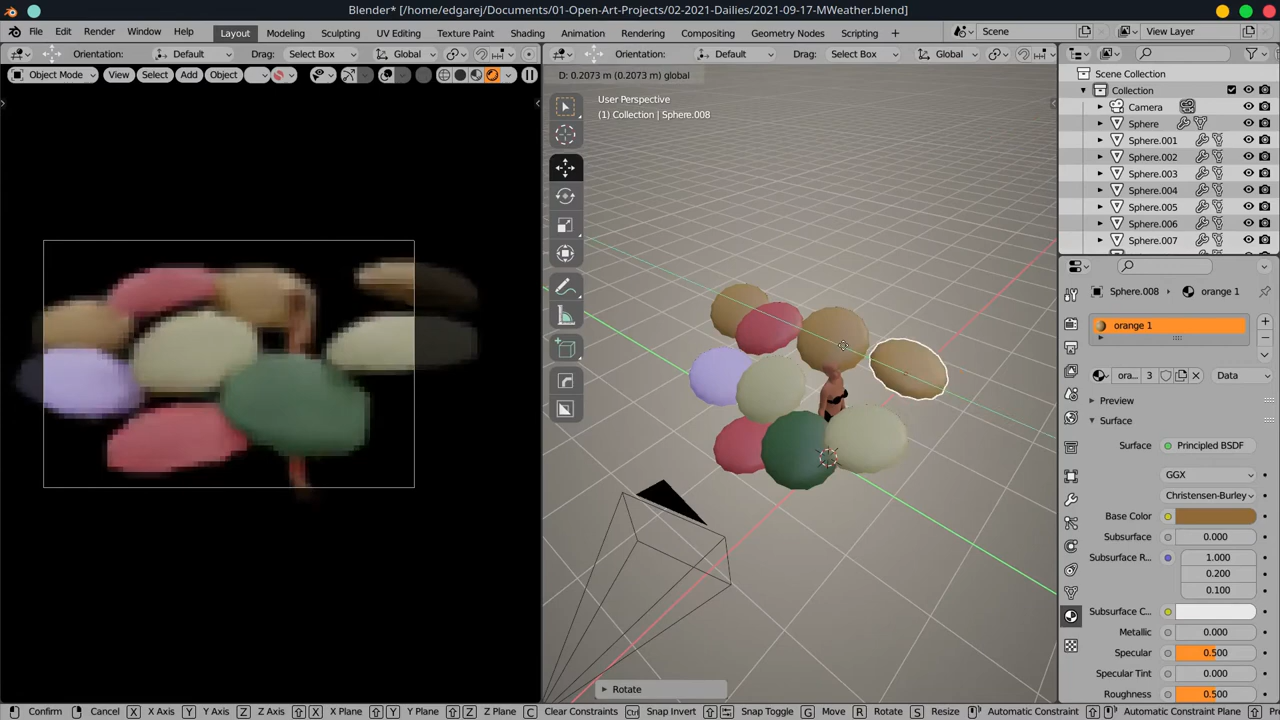 Blender* [/home/edgarej/Documents/01-Open-Art-Projects/02-2021-Dailies/2021-09-17-MWeather.blend]
File Edit Render Window Help Layout Modeling Sculpting UV Editing Texture Paint Shading Animation Rendering Compositing Geometry Nodes Scripting Scene View Layer
Orientation: Default Drag: Select Box Global Orientation: Default Drag: Select Box Global
Object Mode View Select Add Object D: 0.2073 m (0.2073 m) global
User Perspective
(1) Collection | Sphere.008
Scene Collection
Collection
Camera
Sphere
Sphere.001
Sphere.002
Sphere.003
Sphere.004
Sphere.005
Sphere.006
Sphere.007
Sphere.008 orange 1
orange 1
ora... 3 Data
Preview
Surface
Surface: Principled BSDF
GGX
Christensen-Burley
Base Color
Subsurface: 0.000
Subsurface R... 1.000
0.200
0.100
Subsurface C...
Metallic 0.000
Specular 0.500
Specular Tint 0.000
Roughness 0.500
Rotate
Confirm Cancel X X Axis Y Y Axis Z Z Axis X X Plane Y Y Plane Z Z Plane C Clear Constraints Ctrl Snap Invert Snap Toggle G Move R Rotate S Resize Automatic Constraint Automatic Constraint Plane